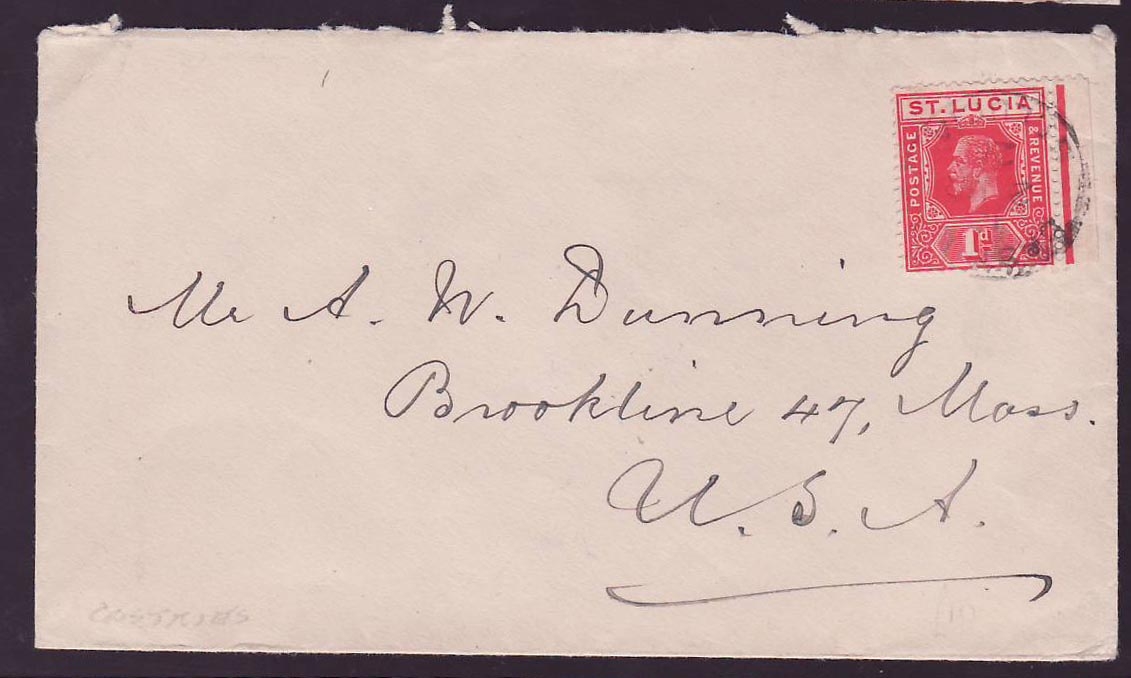 ST. LUCIA
POSTAGE & REVENUE
1d
Mr A. W. Dunning
Brookline 47, Mass.
U. S. A.
CASTRIES